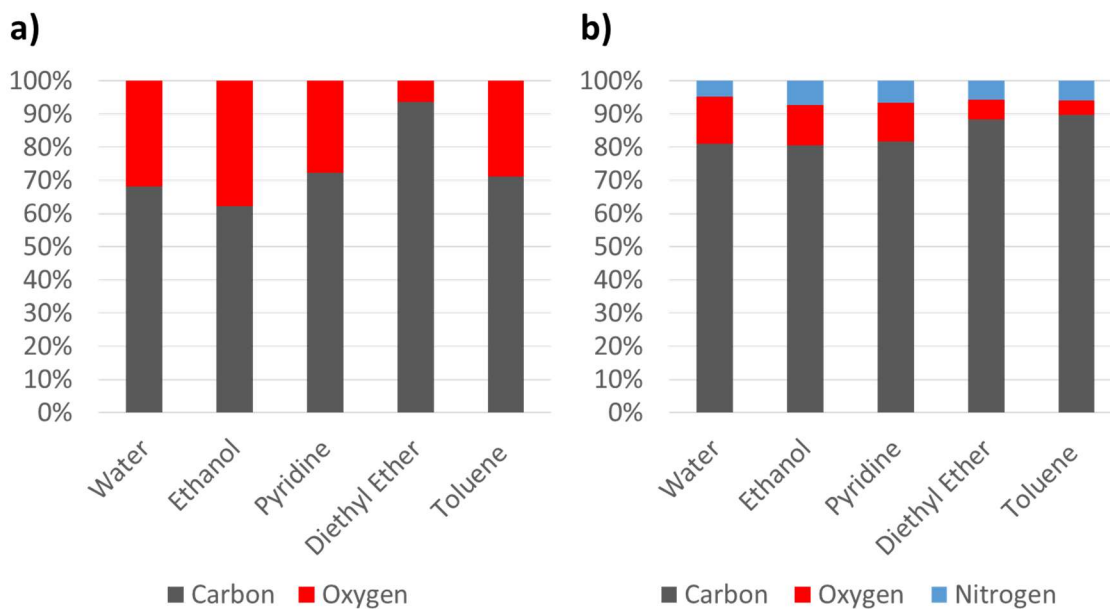 a)
100%
90%
80%
70%
60%
50%
40%
30%
20%
10%
0%
Water
Ethanol
Pyridine
Diethyl Ether
Toluene
Carbon Oxygen
b)
100%
90%
80%
70%
60%
50%
40%
30%
20%
10%
0%
Water
Ethanol
Pyridine
Diethyl Ether
Toluene
Carbon Oxygen Nitrogen